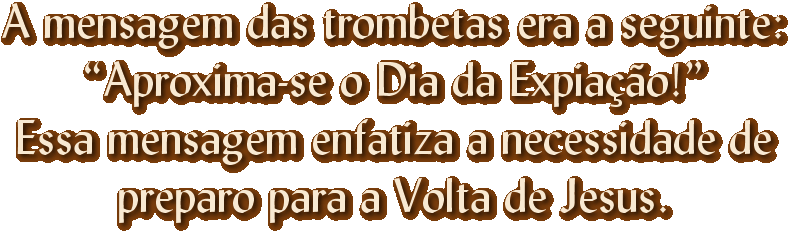 A mensagem das trombetas era a seguinte:
“Aproxima-se o Dia da Expiação!”
Essa mensagem enfatiza a necessidade de
preparo para a Volta de Jesus.